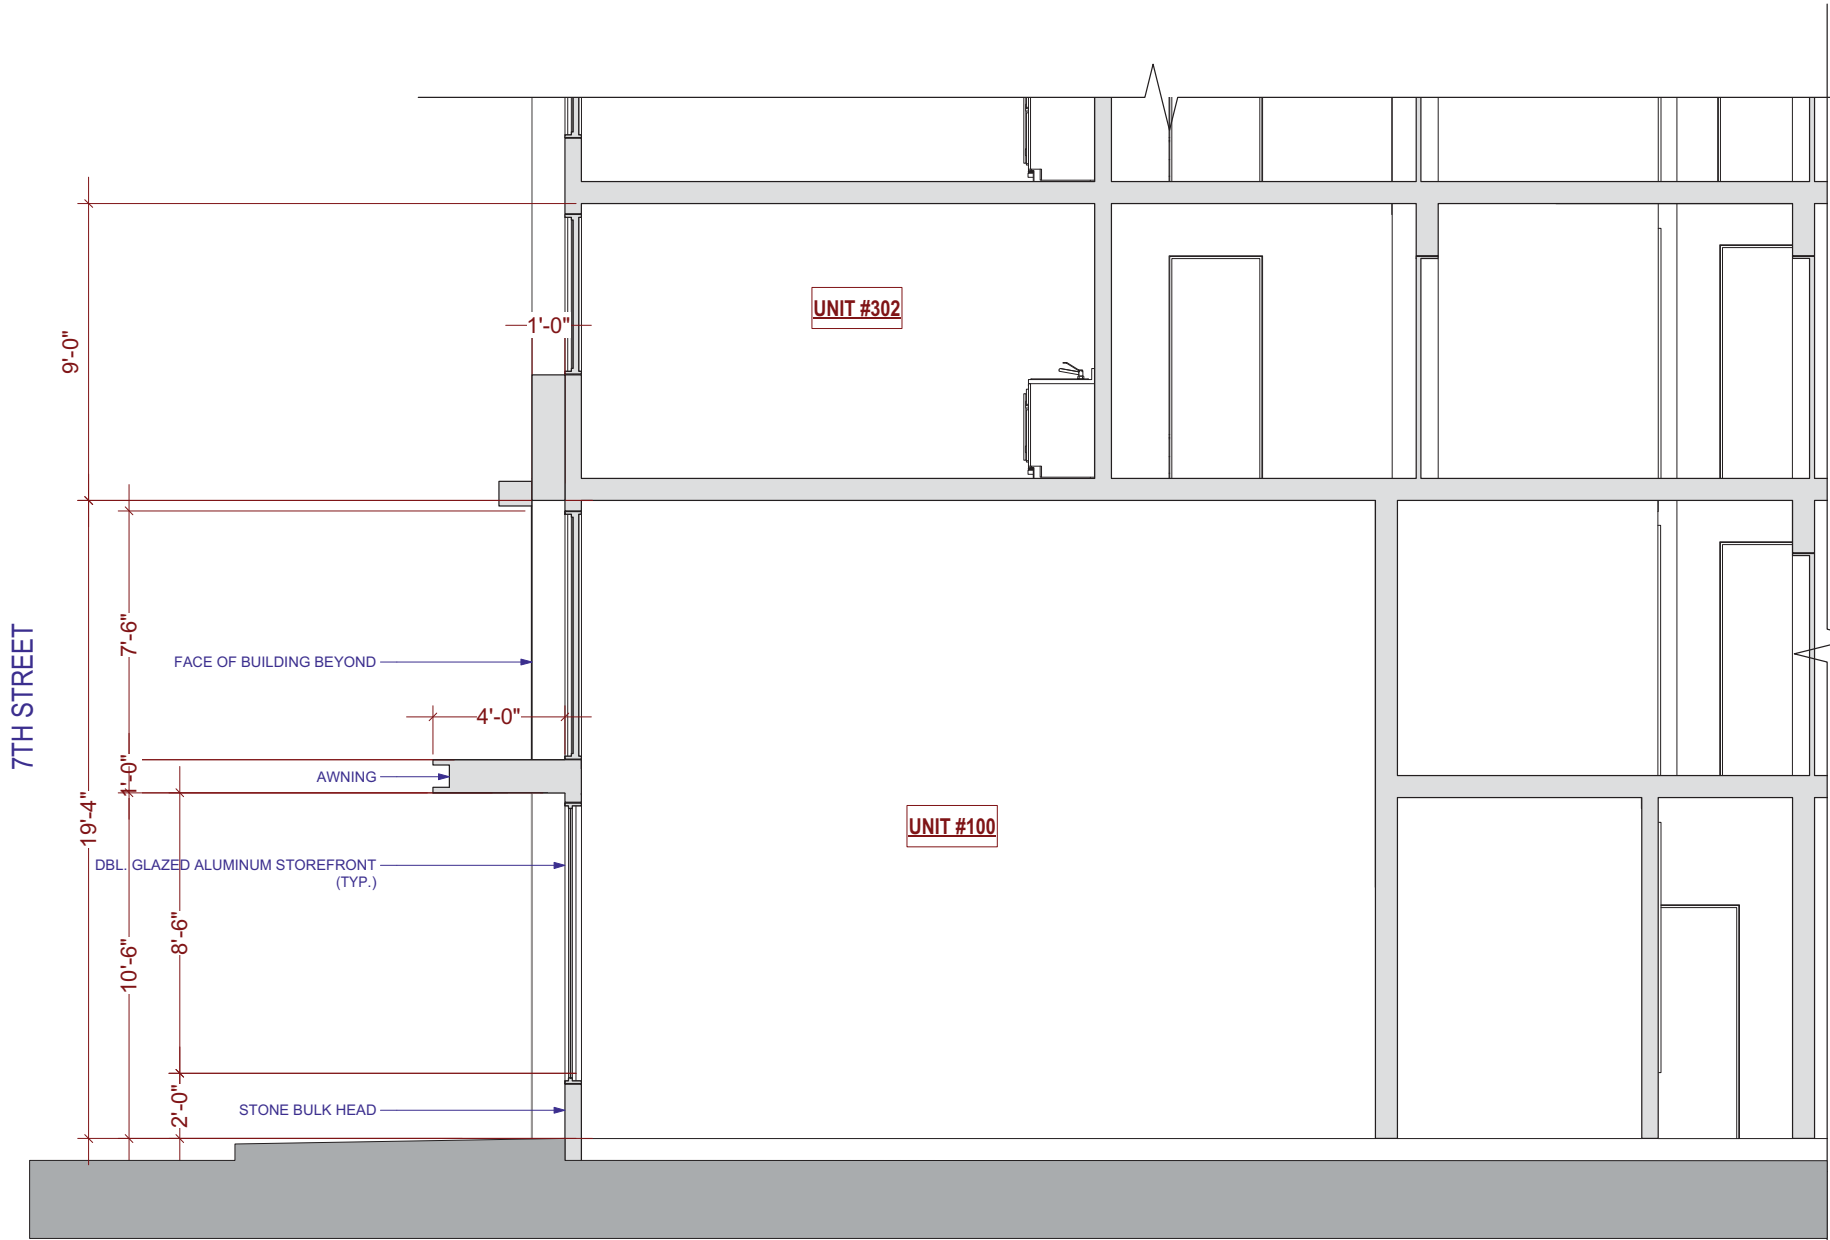 UNIT #302
1'-0"
9'-0"
7'-6"
FACE OF BUILDING BEYOND
7TH STREET
4'-0"
1'-0"
AWNING
19'-4"
UNIT #100
DBL. GLAZED ALUMINUM STOREFRONT
(TYP.)
8'-6"
10'-6"
2'-0"
STONE BULK HEAD